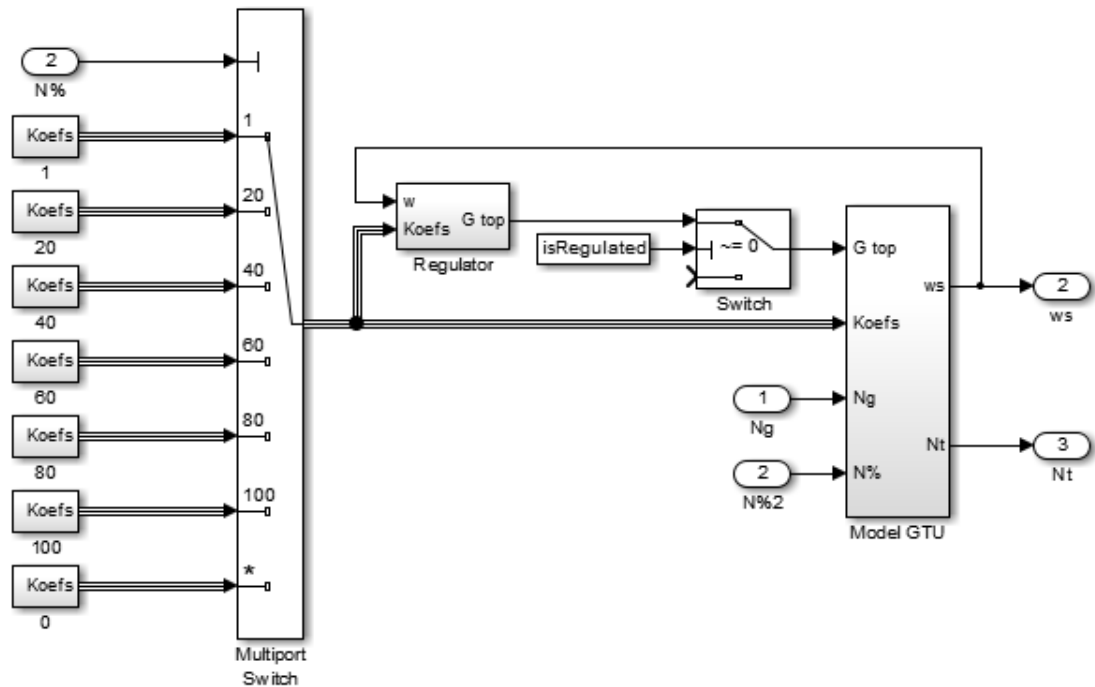 2
N%
Koefs
1
Koefs
20
Koefs
40
Koefs
60
Koefs
80
Koefs
100
Koefs
0
1
20
40
60
80
100
*
Multiport
Switch
w
Koefs
G top
Regulator
isRegulated
~= 0
Switch
G top
Koefs
Ng
N%
ws
Nt
Model GTU
1
Ng
2
N%2
2
ws
3
Nt